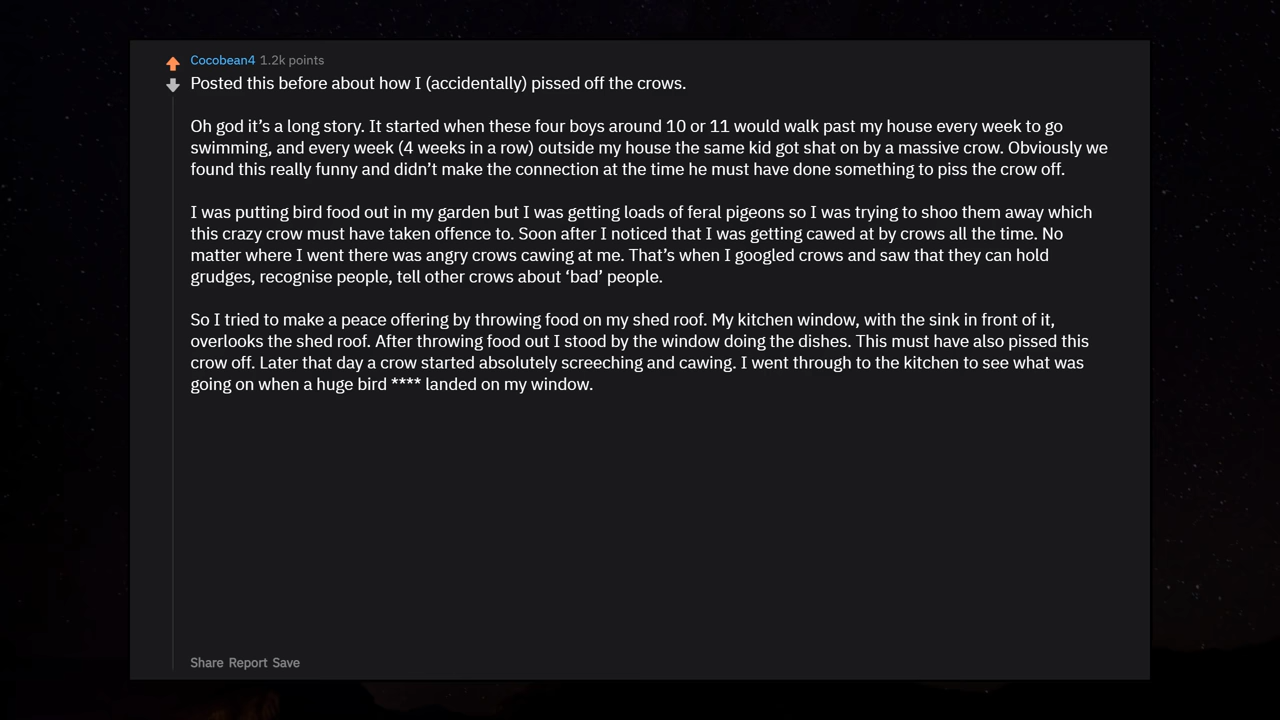 Cocobean4 1.2k points
Posted this before about how I (accidentally) pissed off the crows.
Oh god it’s a long story. It started when these four boys around 10 or 11 would walk past my house every week to go
swimming, and every week (4 weeks in a row) outside my house the same kid got shat on by a massive crow. Obviously we
found this really funny and didn’t make the connection at the time he must have done something to piss the crow off.
I was putting bird food out in my garden but I was getting loads of feral pigeons so I was trying to shoo them away which
this crazy crow must have taken offence to. Soon after I noticed that I was getting cawed at by crows all the time. No
matter where I went there was angry crows cawing at me. That’s when I googled crows and saw that they can hold
grudges, recognise people, tell other crows about ‘bad’ people.
So I tried to make a peace offering by throwing food on my shed roof. My kitchen window, with the sink in front of it,
overlooks the shed roof. After throwing food out I stood by the window doing the dishes. This must have also pissed this
crow off. Later that day a crow started absolutely screeching and cawing. I went through to the kitchen to see what was
going on when a huge bird **** landed on my window.
Share Report Save